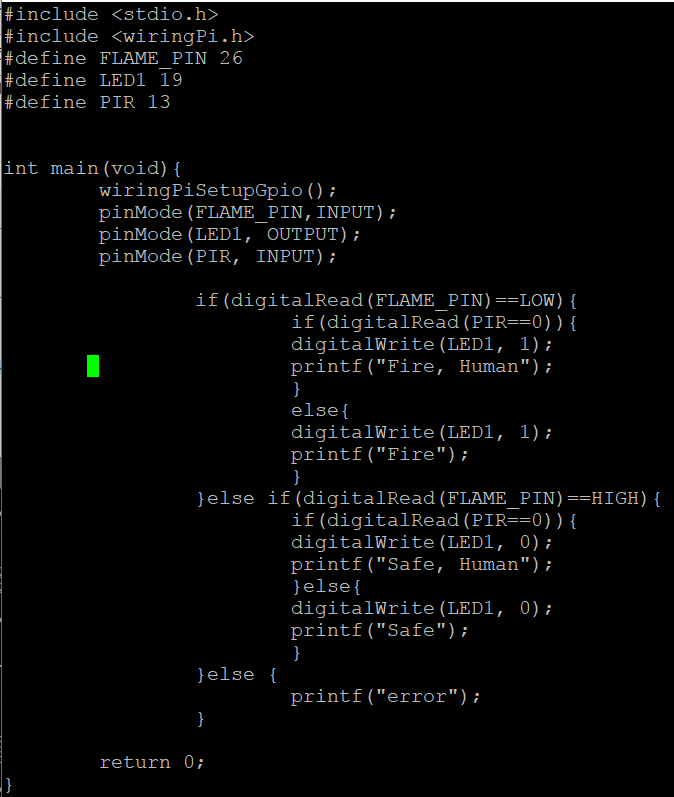 #include <stdio.h>
#include <wiringPi.h>
#define FLAME_PIN 26
#define LED1 19
#define PIR 13
int main(void){
wiringPiSetupGpio();
pinMode(FLAME_PIN,INPUT);
pinMode(LED1, OUTPUT);
pinMode(PIR, INPUT);
if(digitalRead(FLAME_PIN)==LOW){
if(digitalRead(PIR==0)){
digitalWrite(LED1, 1);
printf("Fire, Human");
}
else{
digitalWrite(LED1, 1);
printf("Fire");
}
}else if(digitalRead(FLAME_PIN)==HIGH){
if(digitalRead(PIR==0)){
digitalWrite(LED1, 0);
printf("Safe, Human");
}else{
digitalWrite(LED1, 0);
printf("Safe");
}
}else {
printf("error");
}
return 0;
}